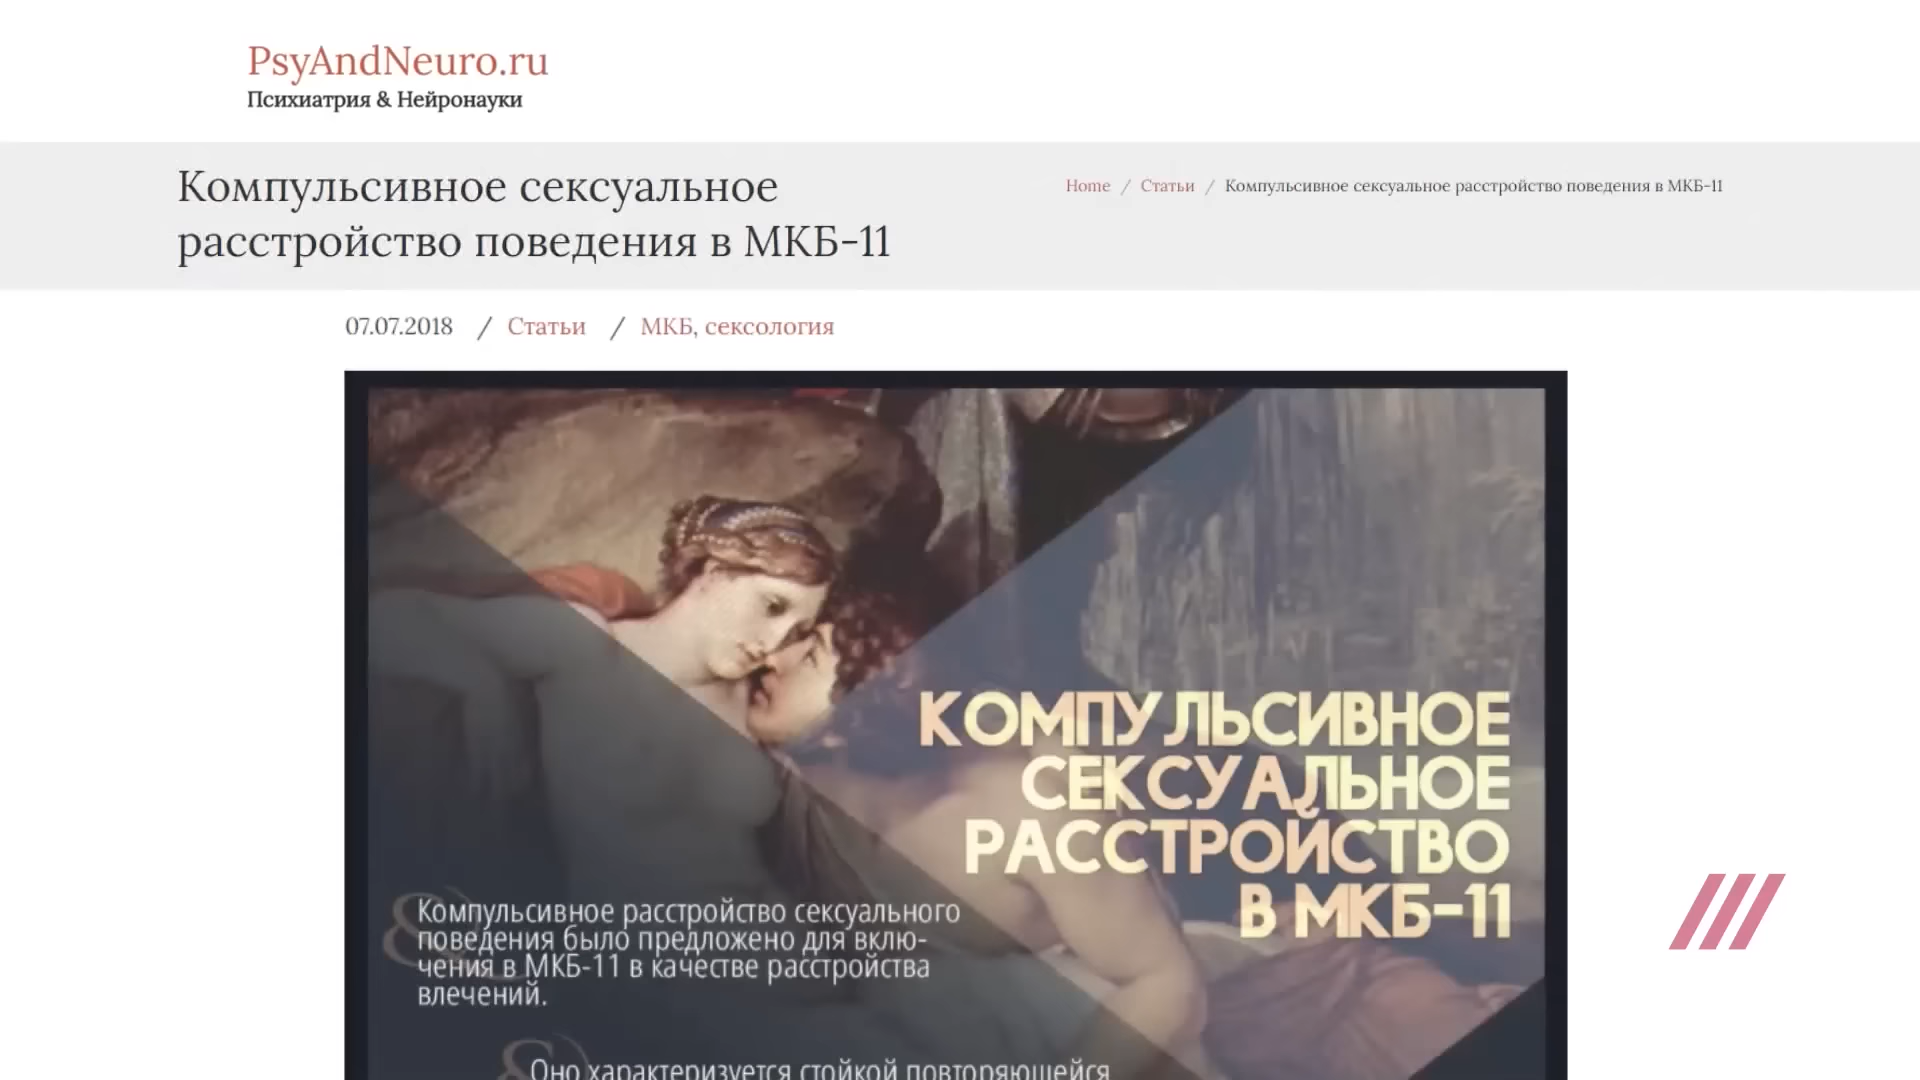 PsyAndNeuro.ru
Психиатрия & Нейронауки
Компульсивное сексуальное
расстройство поведения в МКБ-11
Home / Статьи / Компульсивное сексуальное расстройство поведения в МКБ-11
07.07.2018 / Статьи / МКБ, сексология
КОМПУЛЬСИВНОЕ
СЕКСУАЛЬНОЕ
РАССТРОЙСТВО
В МКБ-11
Компульсивное расстройство сексуального
поведения было предложено для вклю-
чения в МКБ-11 в качестве расстройства
влечений.
Оно характеризуется стойкой повторяющейся